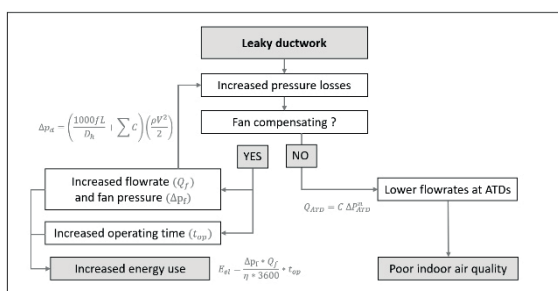 Leaky ductwork
Increased pressure losses
Δp_d = (1000fL / D_h + ∑ C) (ρV² / 2)
Fan compensating ?
YES
NO
Increased flowrate (Q_f)
and fan pressure (Δp_f)
Lower flowrates at ATDs
Q_ATD = C ΔP_ATD^n
Increased operating time (t_op)
Increased energy use
E_el = Δp_f * Q_f / η * 3600 * t_op
Poor indoor air quality